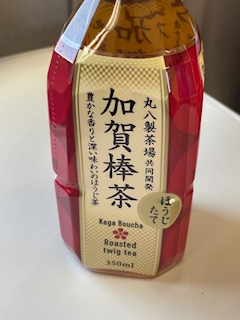 丸八製茶場 共同開発
加賀棒茶
豊かな香りと深い味わいのほうじ茶
ほうじたて
Kaga Boucha
Roasted
twig tea
350ml